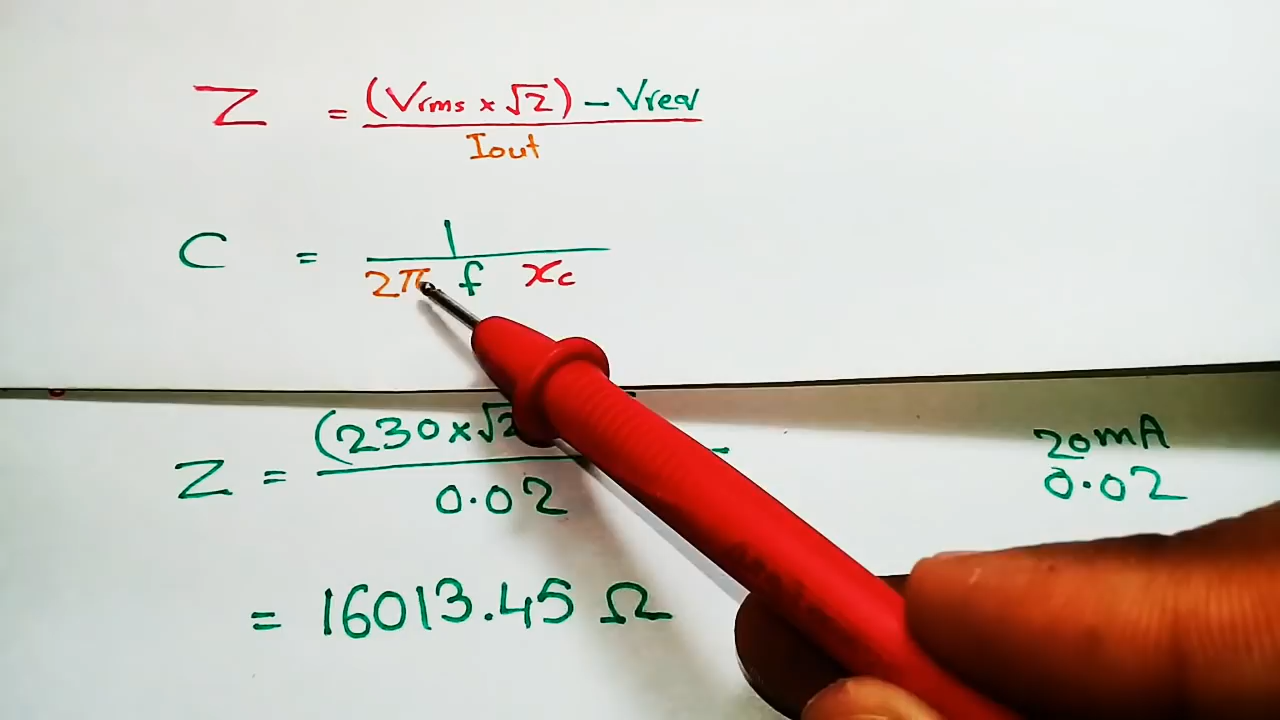 Z = (Vrms × √2) - Vreq
Iout
C = 1
2π f Xc
Z = (230×√2
0.02
20mA
0.02
= 16013.45 Ω